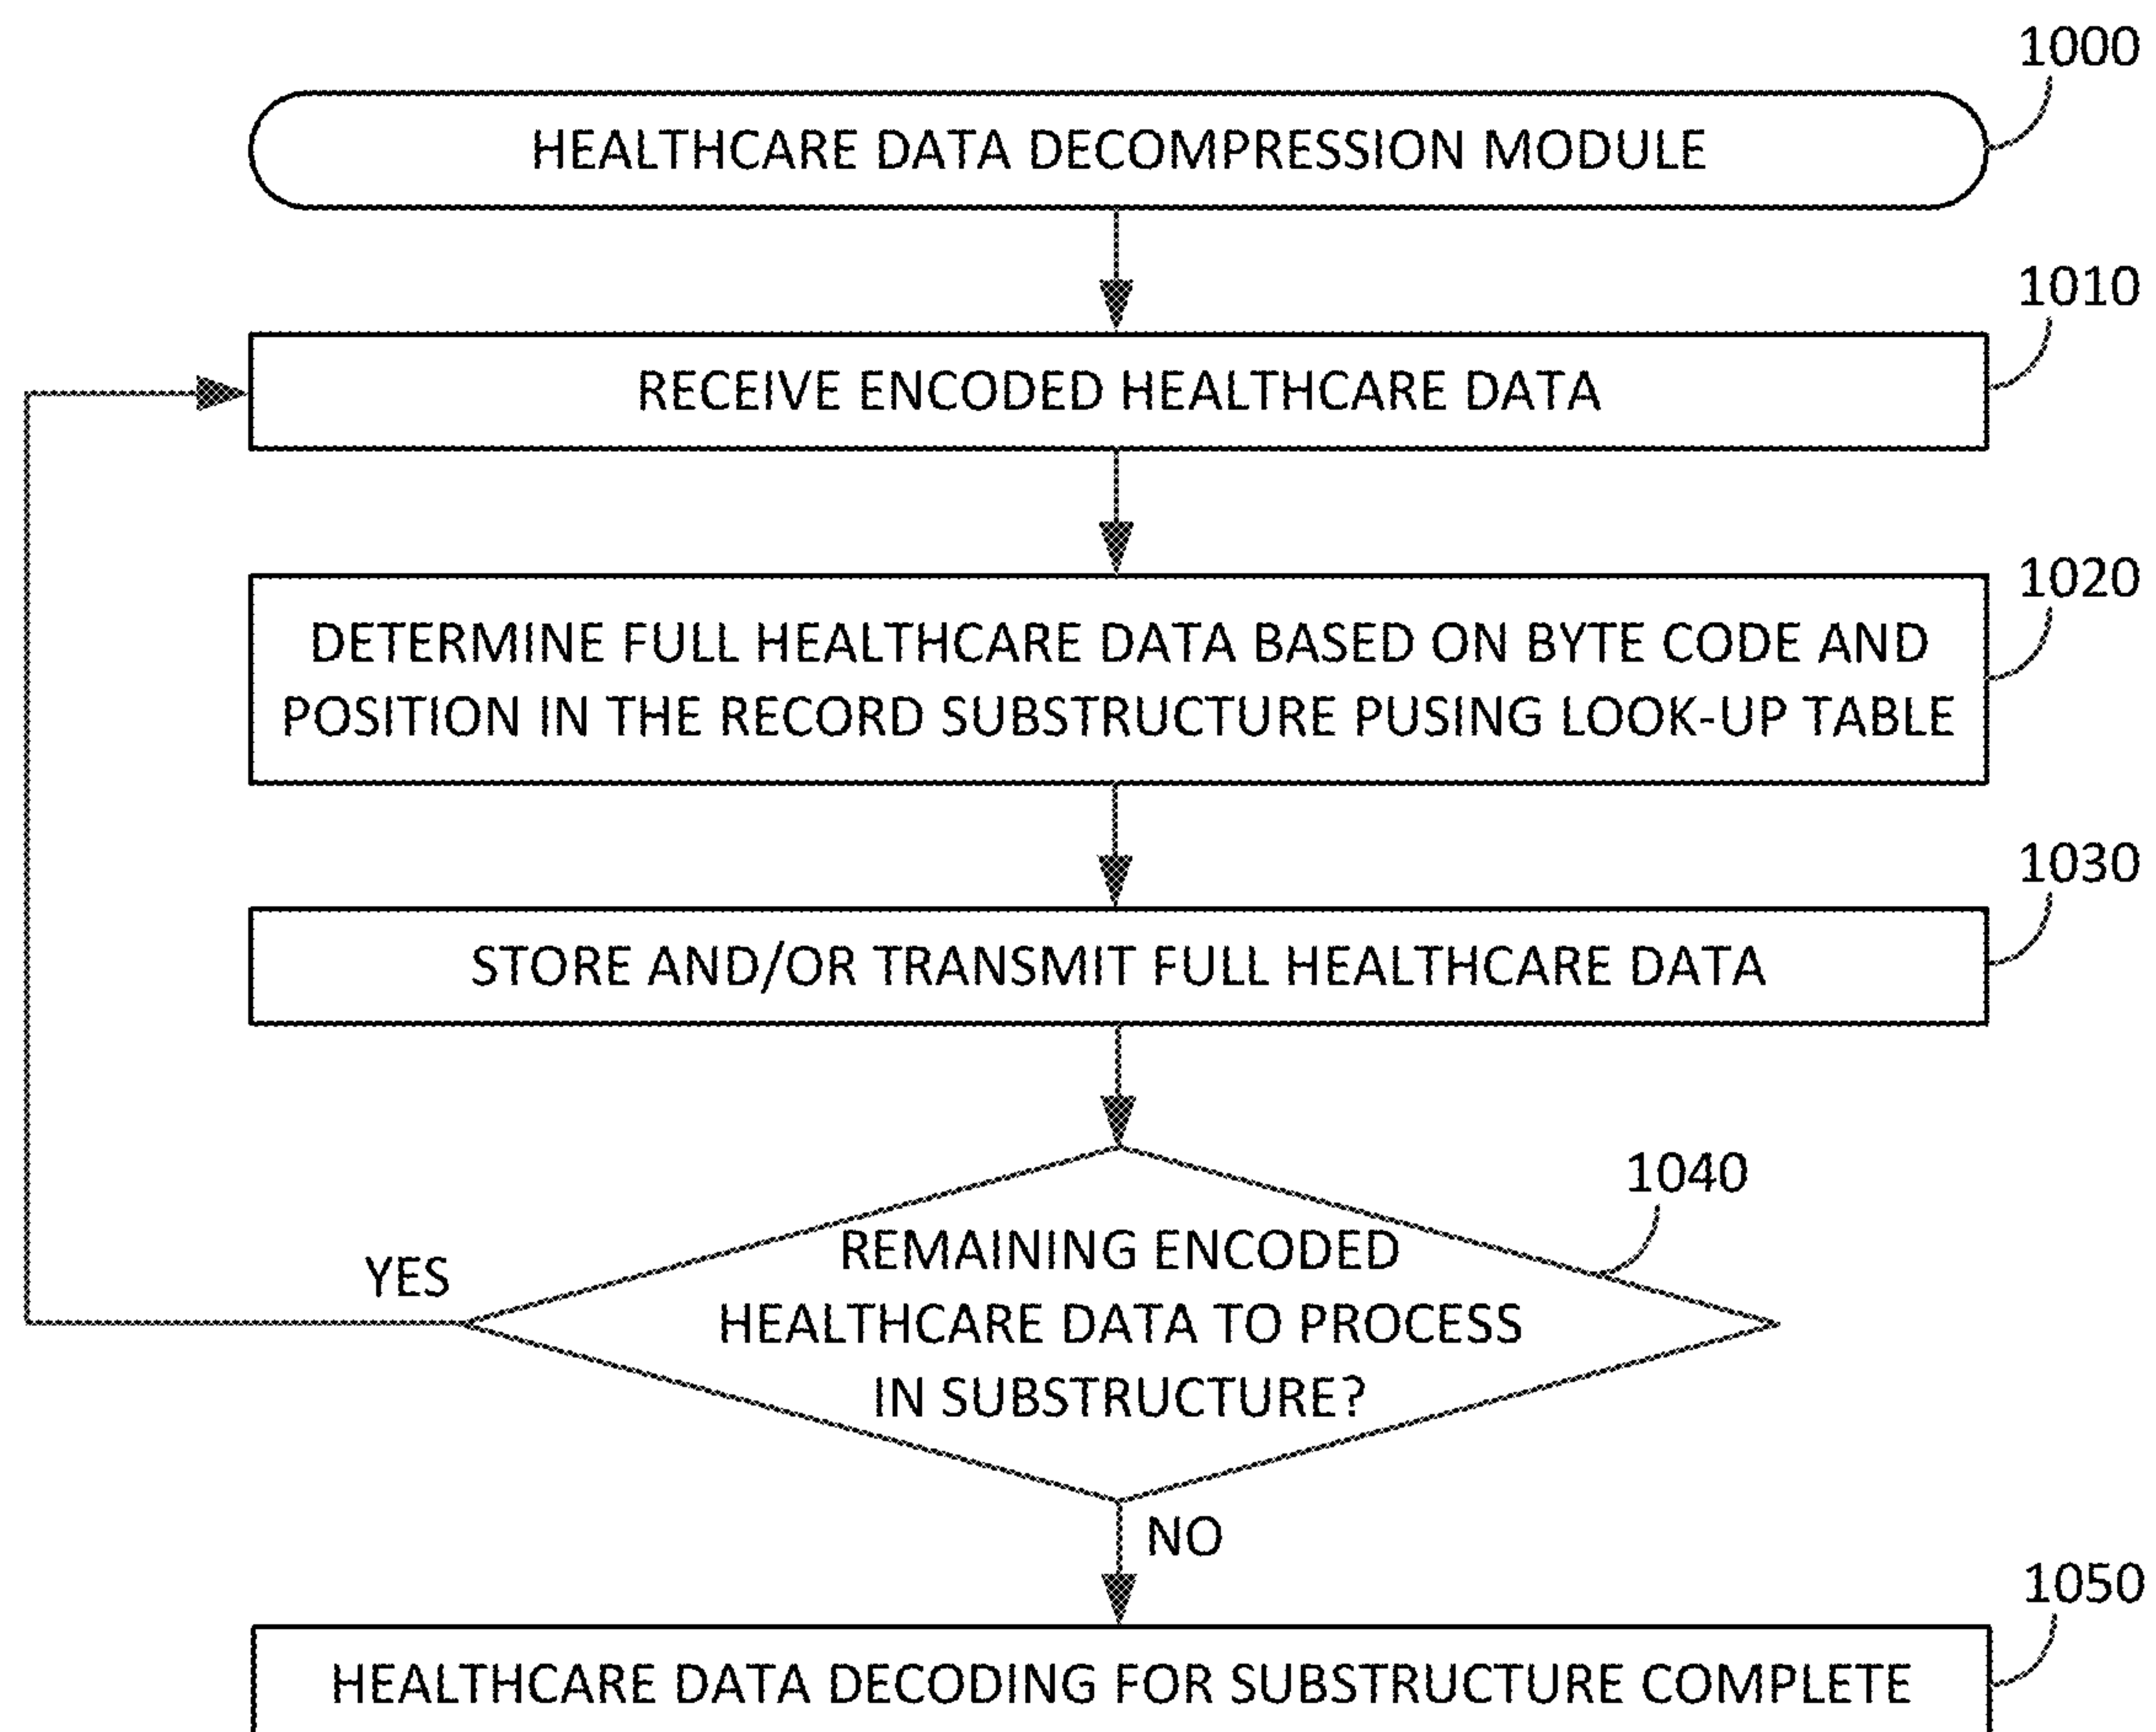 1000
HEALTHCARE DATA DECOMPRESSION MODULE
1010
RECEIVE ENCODED HEALTHCARE DATA
1020
DETERMINE FULL HEALTHCARE DATA BASED ON BYTE CODE AND
POSITION IN THE RECORD SUBSTRUCTURE PUSING LOOK-UP TABLE
1030
STORE AND/OR TRANSMIT FULL HEALTHCARE DATA
1040
REMAINING ENCODED
YES
HEALTHCARE DATA TO PROCESS
IN SUBSTRUCTURE?
NO
1050
HEALTHCARE DATA DECODING FOR SUBSTRUCTURE COMPLETE